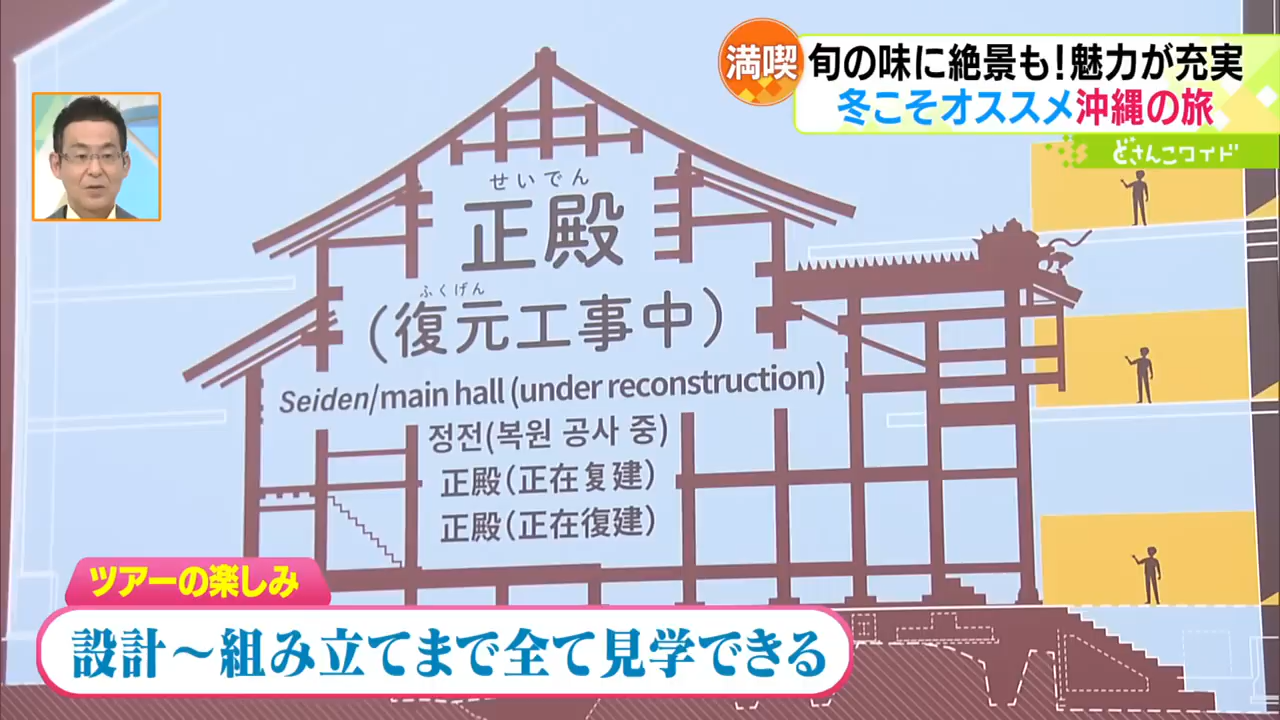 満喫
旬の味に絶景も!魅力が充実
冬こそオススメ沖縄の旅
どさんこワイド
せいでん
正殿
ふくげん
(復元工事中)
Seiden/main hall (under reconstruction)
정전(복원 공사 중)
正殿(正在复建)
正殿(正在復建)
ツアーの楽しみ
設計~組み立てまで全て見学できる